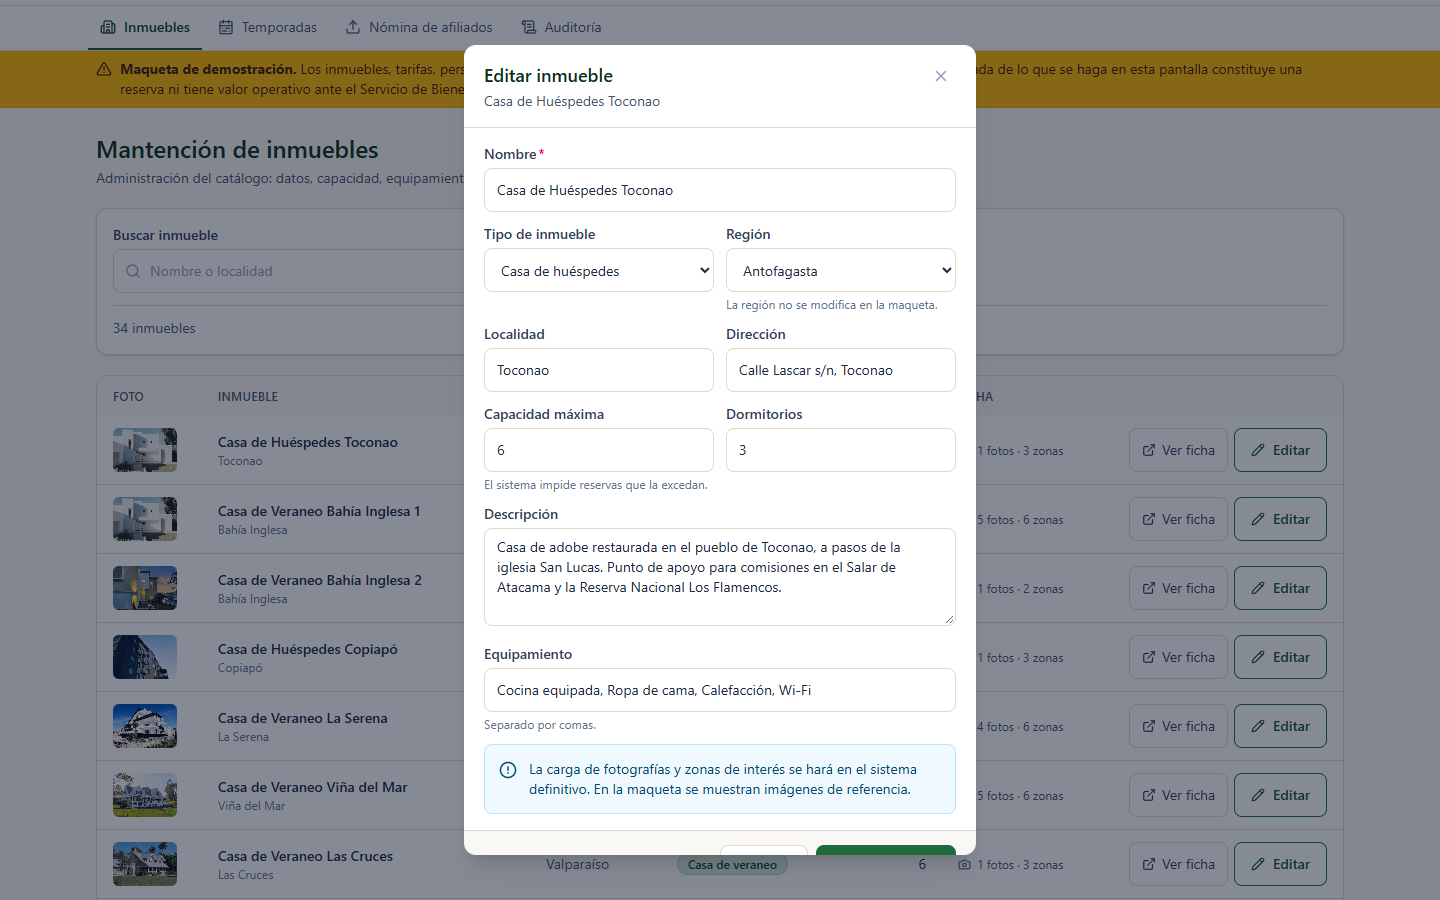 Inmuebles
Temporadas
Nómina de afiliados
Auditoría
Maqueta de demostración. Los inmuebles, tarifas, pers
da de lo que se haga en esta pantalla constituye una
reserva ni tiene valor operativo ante el Servicio de Biene
Mantención de inmuebles
Administración del catálogo: datos, capacidad, equipamient
Buscar inmueble
Nombre o localidad
34 inmuebles
FOTO
INMUEBLE
HA
Casa de Huéspedes Toconao
Toconao
1 fotos · 3 zonas
Ver ficha
Editar
Casa de Veraneo Bahía Inglesa 1
Bahía Inglesa
5 fotos · 6 zonas
Ver ficha
Editar
Casa de Veraneo Bahía Inglesa 2
Bahía Inglesa
1 fotos · 2 zonas
Ver ficha
Editar
Casa de Huéspedes Copiapó
Copiapó
1 fotos · 3 zonas
Ver ficha
Editar
Casa de Veraneo La Serena
La Serena
4 fotos · 6 zonas
Ver ficha
Editar
Casa de Veraneo Viña del Mar
Viña del Mar
5 fotos · 6 zonas
Ver ficha
Editar
Casa de Veraneo Las Cruces
Las Cruces
Valparaíso
Casa de veraneo
6
1 fotos · 3 zonas
Ver ficha
Editar
Editar inmueble
Casa de Huéspedes Toconao
Nombre*
Casa de Huéspedes Toconao
Tipo de inmueble
Casa de huéspedes
Región
Antofagasta
La región no se modifica en la maqueta.
Localidad
Toconao
Dirección
Calle Lascar s/n, Toconao
Capacidad máxima
6
El sistema impide reservas que la excedan.
Dormitorios
3
Descripción
Casa de adobe restaurada en el pueblo de Toconao, a pasos de la
iglesia San Lucas. Punto de apoyo para comisiones en el Salar de
Atacama y la Reserva Nacional Los Flamencos.
Equipamiento
Cocina equipada, Ropa de cama, Calefacción, Wi-Fi
Separado por comas.
La carga de fotografías y zonas de interés se hará en el sistema
definitivo. En la maqueta se muestran imágenes de referencia.